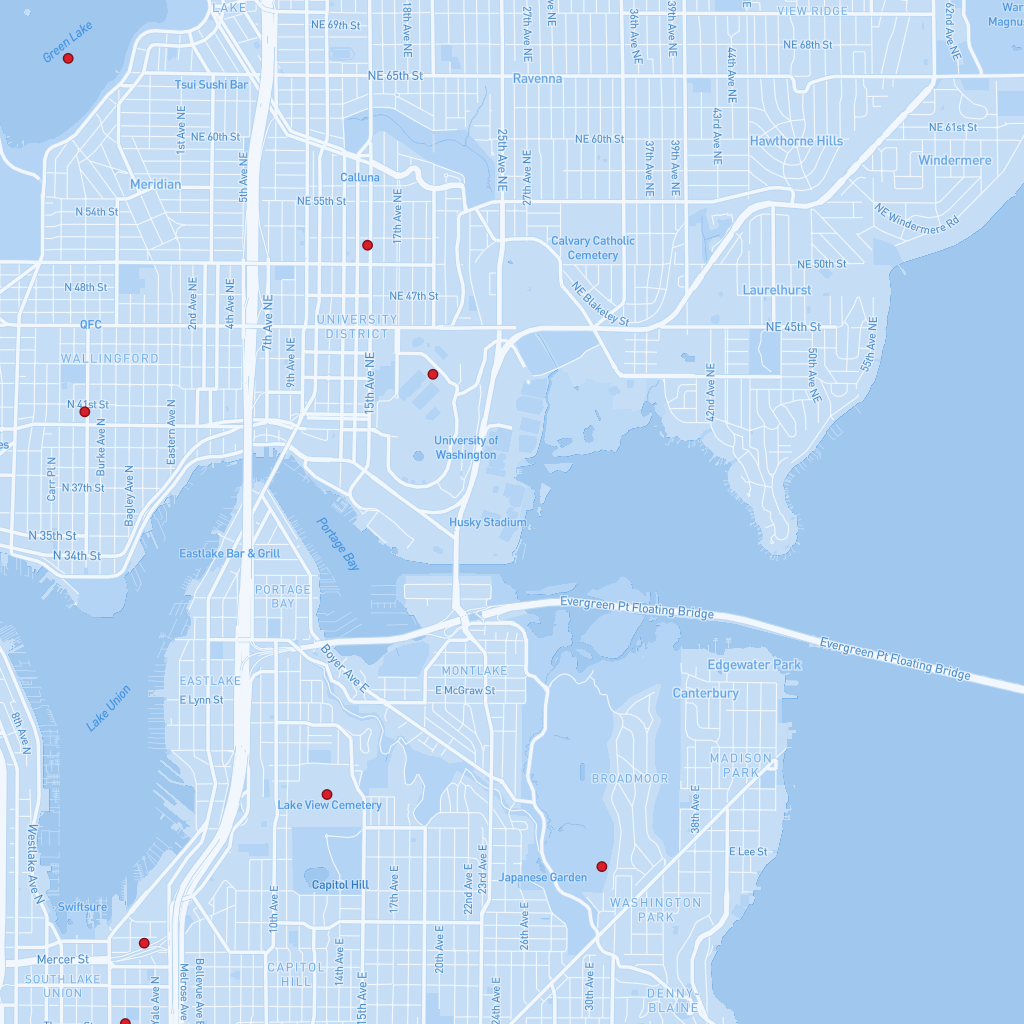 LAKE
NE 69th St
18th Ave NE
27th Ave NE
36th Ave NE
39th Ave NE
VIEW RIDGE
62nd Ave NE
Green Lake
NE 68th St
44th Ave NE
Tsui Sushi Bar
NE 65th St
Ravenna
1st Ave NE
NE 60th St
NE 60th St
43rd Ave NE
NE 61st St
5th Ave NE
25th Ave NE
27th Ave NE
37th Ave NE
39th Ave NE
Hawthorne Hills
Windermere
Meridian
Calluna
N 54th St
NE 55th St
17th Ave NE
NE Windermere Rd
Calvary Catholic
Cemetery
NE 50th St
N 48th St
2nd Ave NE
4th Ave NE
7th Ave NE
NE 47th St
NE Blakeley St
Laurelhurst
QFC
UNIVERSITY
DISTRICT
NE 45th St
WALLINGFORD
9th Ave NE
15th Ave NE
42nd Ave NE
50th Ave NE
55th Ave NE
N 41st St
Burke Ave N
Eastern Ave N
University of
Washington
Carr Pl N
N 37th St
Bagley Ave N
Husky Stadium
N 35th St
N 34th St
Portage Bay
Eastlake Bar & Grill
PORTAGE
BAY
Evergreen Pt Floating Bridge
Evergreen Pt Floating Bridge
Boyer Ave E
MONTLAKE
Edgewater Park
EASTLAKE
E Lynn St
E McGraw St
Canterbury
Lake Union
8th Ave N
MADISON
PARK
BROADMOOR
Lake View Cemetery
38th Ave E
Westlake Ave N
E Lee St
Capitol Hill
17th Ave E
22nd Ave E
23rd Ave E
Japanese Garden
Swiftsure
10th Ave E
WASHINGTON
PARK
26th Ave E
20th Ave E
14th Ave E
Mercer St
SOUTH LAKE
UNION
CAPITOL
HILL
Yale Ave N
Melrose Ave
Bellevue Ave E
15th Ave E
24th Ave E
30th Ave E
DENNY-
BLAINE